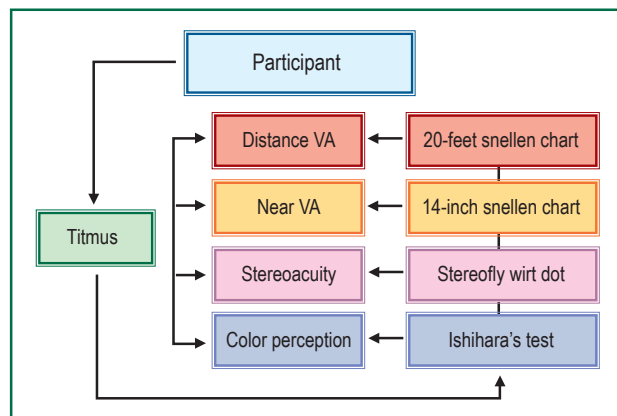 Participant
Distance VA
20-feet snellen chart
Near VA
14-inch snellen chart
Titmus
Stereoacuity
Stereofly wirt dot
Color perception
Ishihara's test